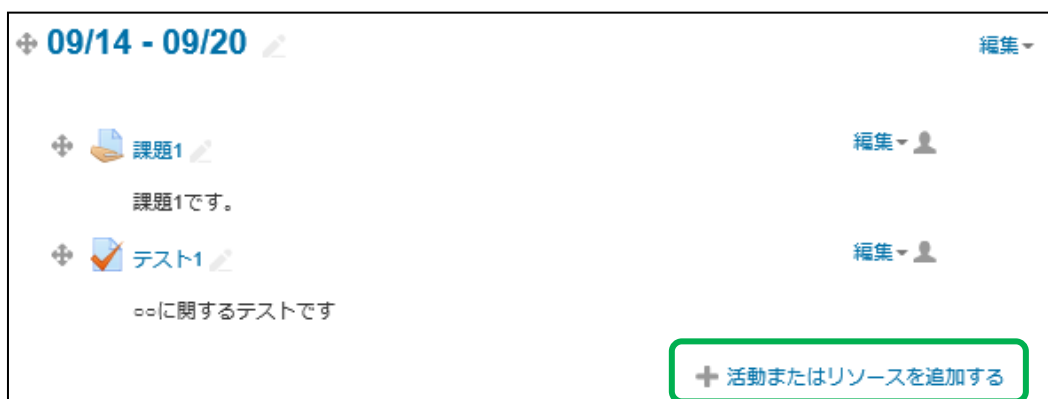 09/14 - 09/20 編集
課題1 編集
課題1です。
テスト1 編集
○○に関するテストです
活動またはリソースを追加する